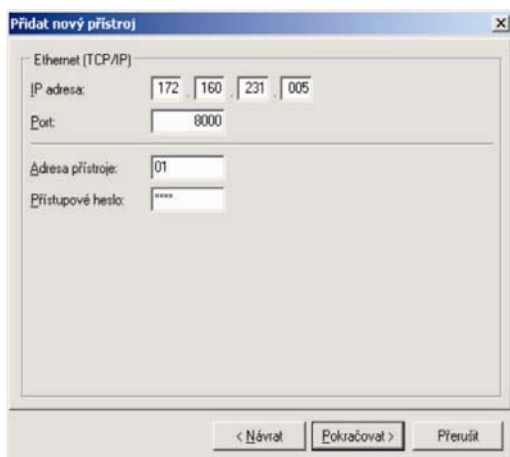 Přidat nový přístroj
Ethernet (TCP/IP)
IP adresa: 172 . 160 . 231 . 005
Port: 8000
Adresa přístroje: 01
Přístupové heslo: ****
< Návrat Pokračovat > Přerušit